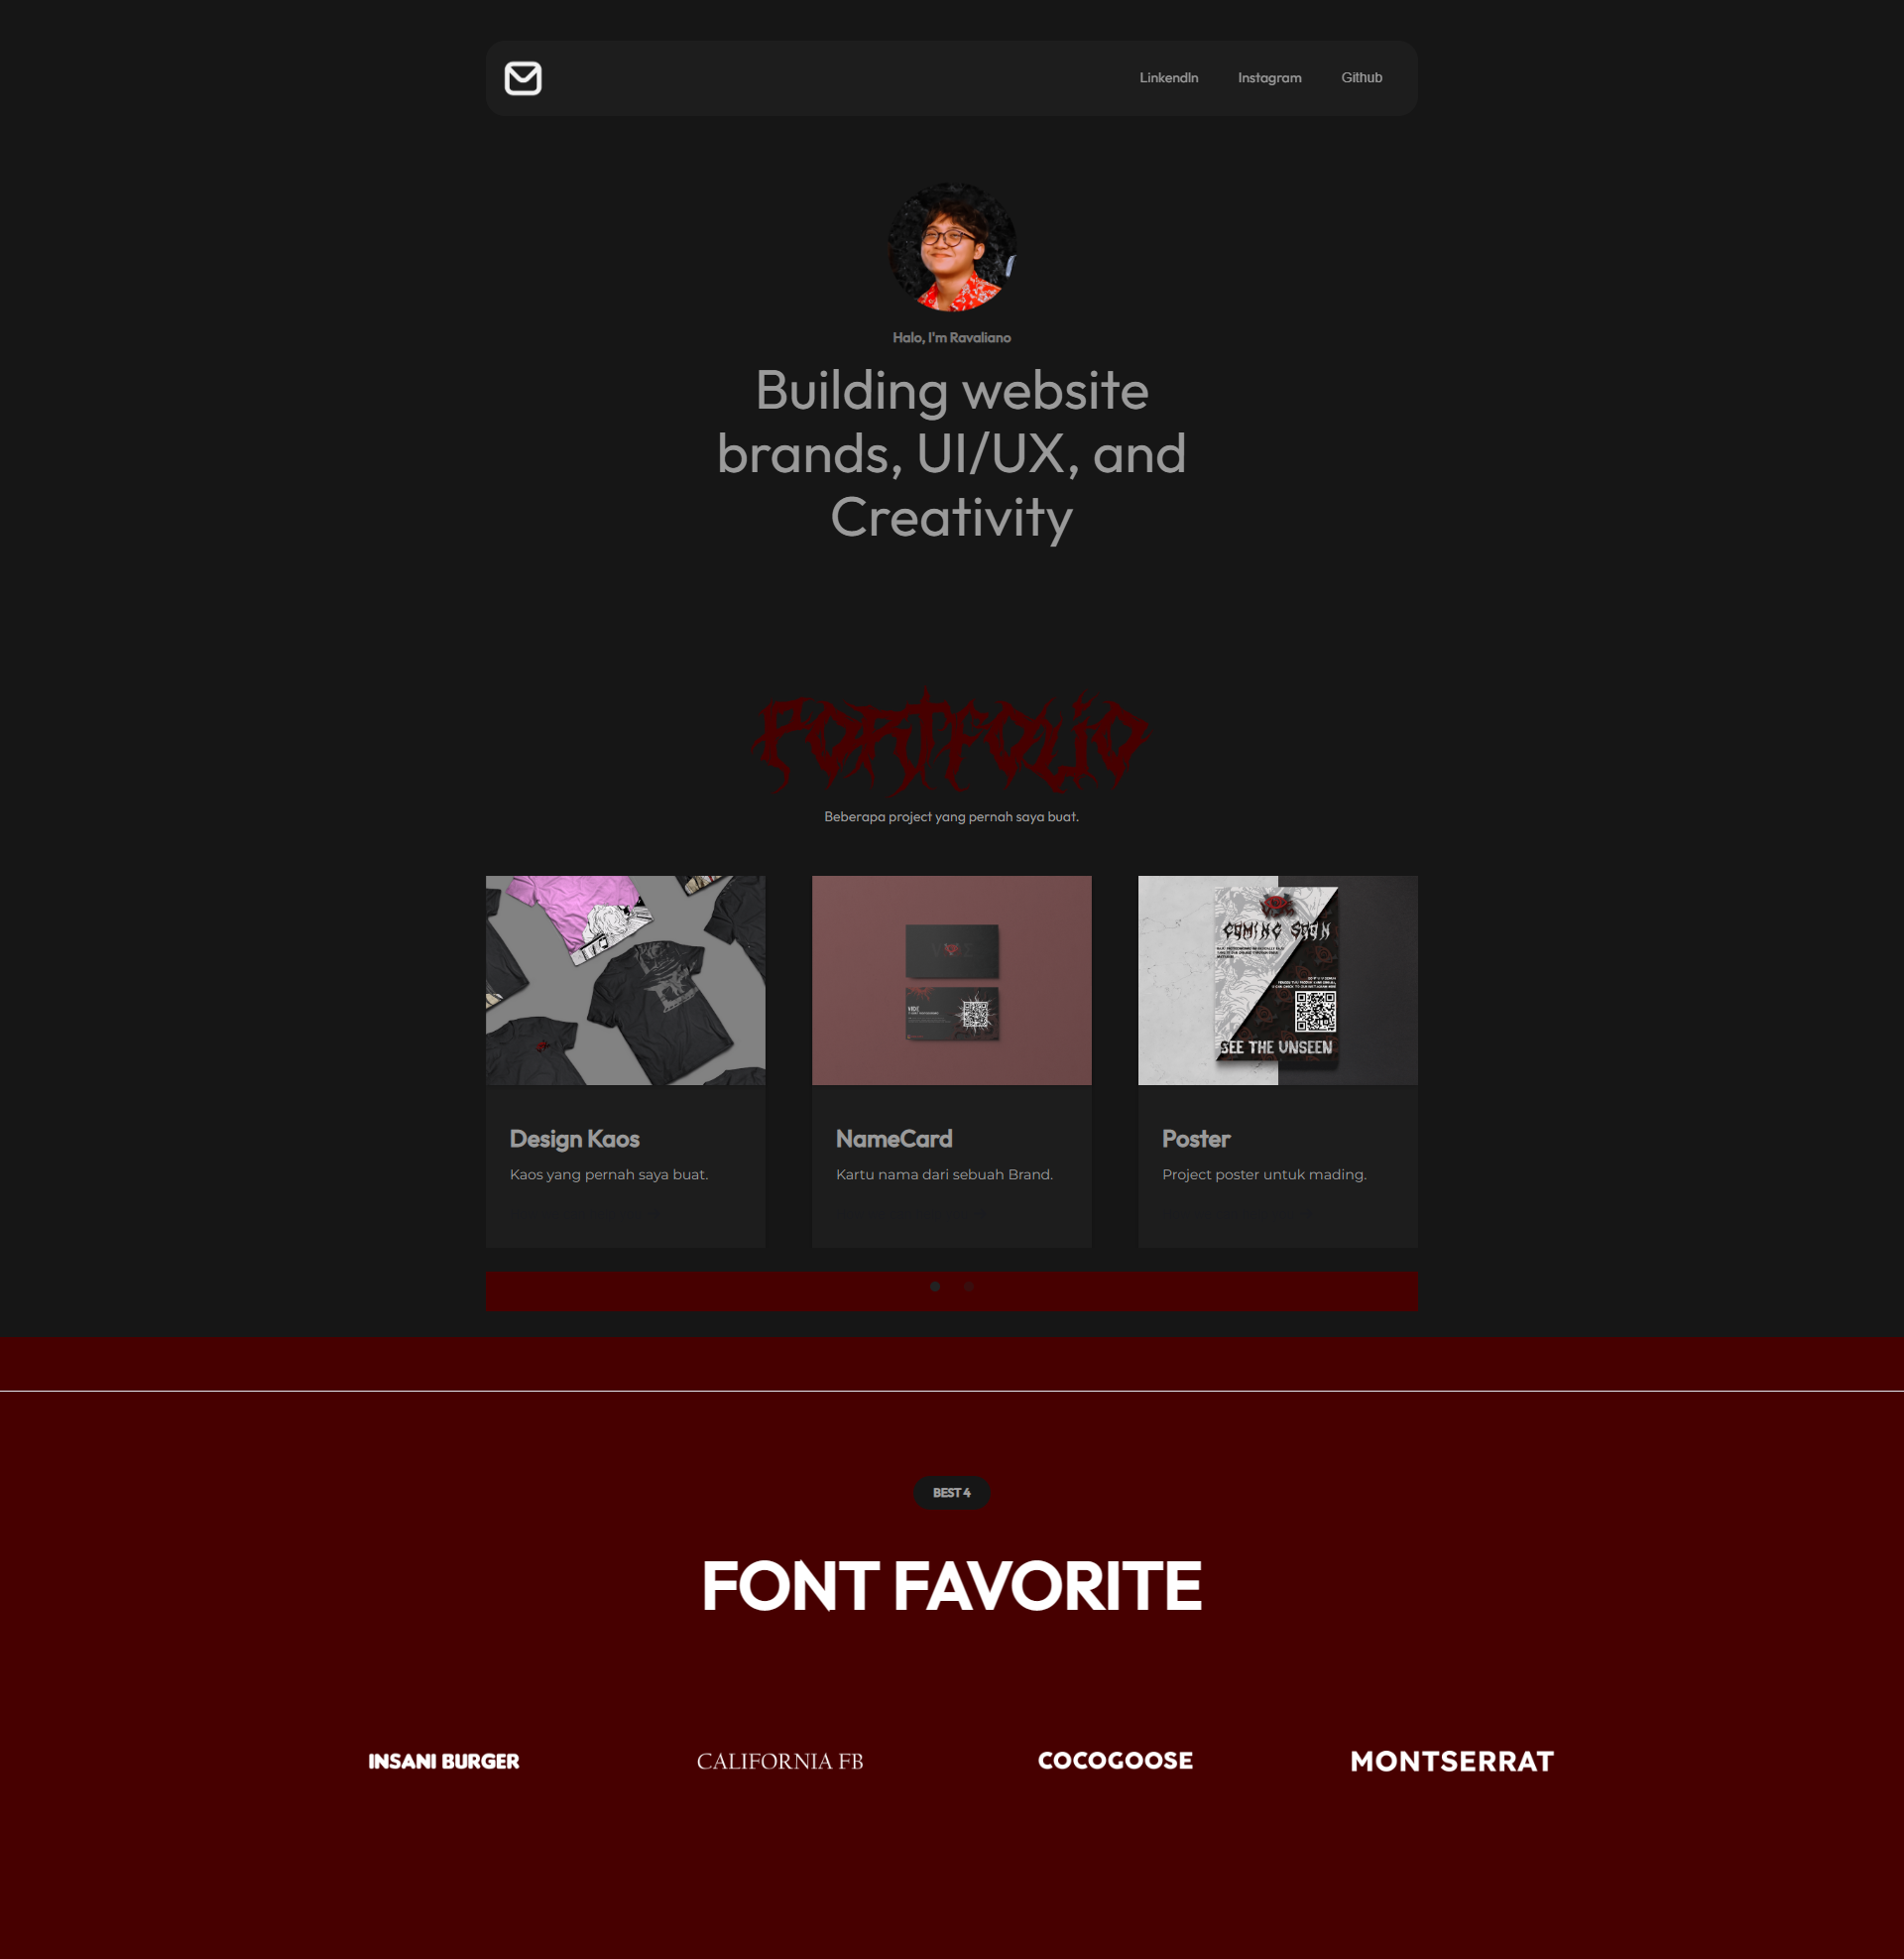 LinkendIn
Instagram
Github
Halo, I'm Ravaliano
Building website
brands, UI/UX, and
Creativity
PORTFOLIO
Beberapa project yang pernah saya buat.
COMING SOON
SEE THE UNSEEN
Design Kaos
NameCard
Poster
Kaos yang pernah saya buat.
Kartu nama dari sebuah Brand.
Project poster untuk mading.
BEST 4
FONT FAVORITE
INSANI BURGER
CALIFORNIA FB
COCOGOOSE
MONTSERRAT